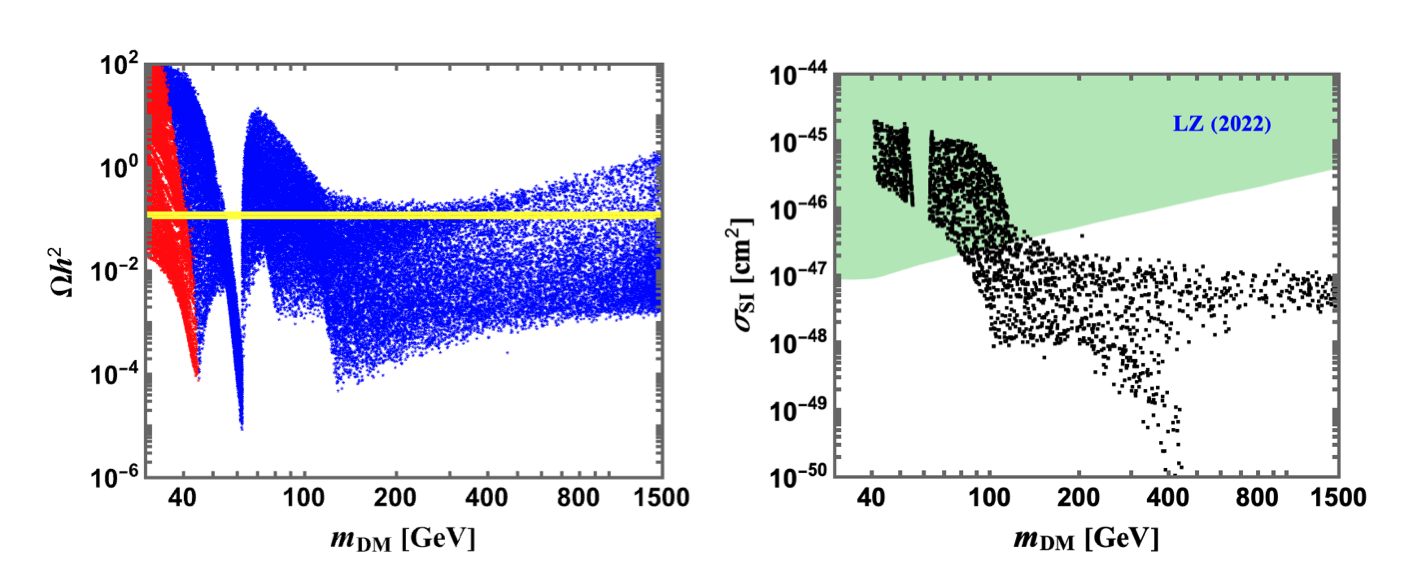 10²
10⁰
10⁻²
10⁻⁴
10⁻⁶
Ωh²
40 100 200 400 800 1500
m_DM [GeV]
10⁻⁴⁴
10⁻⁴⁵
10⁻⁴⁶
10⁻⁴⁷
10⁻⁴⁸
10⁻⁴⁹
10⁻⁵⁰
σ_SI [cm²]
LZ (2022)
40 100 200 400 800 1500
m_DM [GeV]